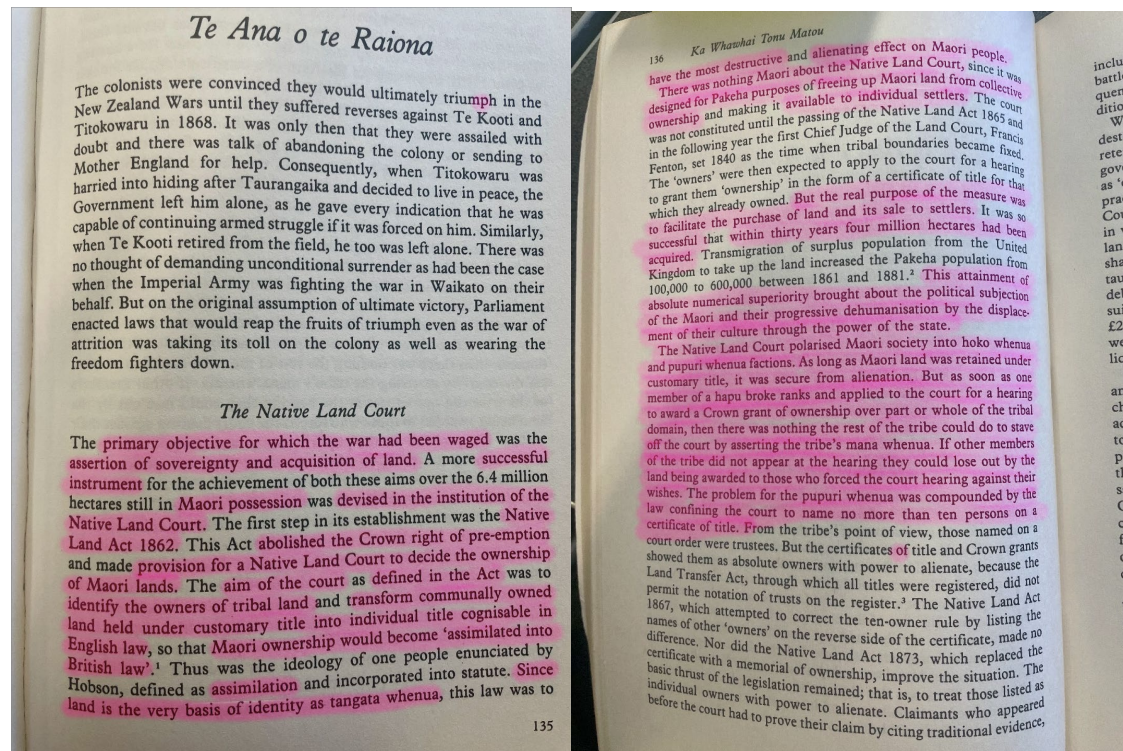 Te Ana o te Raiona
The colonists were convinced they would ultimately triumph in the
New Zealand Wars until they suffered reverses against Te Kooti and
Titokowaru in 1868. It was only then that they were assailed with
doubt and there was talk of abandoning the colony or sending to
Mother England for help. Consequently, when Titokowaru was
harried into hiding after Taurangaika and decided to live in peace, the
Government left him alone, as he gave every indication that he was
capable of continuing armed struggle if it was forced on him. Similarly,
when Te Kooti retired from the field, he too was left alone. There was
no thought of demanding unconditional surrender as had been the case
when the Imperial Army was fighting the war in Waikato on their
behalf. But on the original assumption of ultimate victory, Parliament
enacted laws that would reap the fruits of triumph even as the war of
attrition was taking its toll on the colony as well as wearing the
freedom fighters down.
The Native Land Court
The primary objective for which the war had been waged was the
assertion of sovereignty and acquisition of land. A more successful
instrument for the achievement of both these aims over the 6.4 million
hectares still in Maori possession was devised in the institution of the
Native Land Court. The first step in its establishment was the Native
Land Act 1862. This Act abolished the Crown right of pre-emption
and made provision for a Native Land Court to decide the ownership
of Maori lands. The aim of the court as defined in the Act was to
identify the owners of tribal land and transform communally owned
land held under customary title into individual title cognisable in
English law, so that Maori ownership would become 'assimilated into
British law'.¹ Thus was the ideology of one people enunciated by
Hobson, defined as assimilation and incorporated into statute. Since
land is the very basis of identity as tangata whenua, this law was to
135
136 Ka Whawhai Tonu Matou
have the most destructive and alienating effect on Maori people.
There was nothing Maori about the Native Land Court, since it was
designed for Pakeha purposes of freeing up Maori land from collective
ownership and making it available to individual settlers. The court
was not constituted until the passing of the Native Land Act 1865 and
in the following year the first Chief Judge of the Land Court, Francis
Fenton, set 1840 as the time when tribal boundaries became fixed.
The 'owners' were then expected to apply to the court for a hearing
to grant them 'ownership' in the form of a certificate of title for that
which they already owned. But the real purpose of the measure was
to facilitate the purchase of land and its sale to settlers. It was so
successful that within thirty years four million hectares had been
acquired. Transmigration of surplus population from the United
Kingdom to take up the land increased the Pakeha population from
100,000 to 600,000 between 1861 and 1881.² This attainment of
absolute numerical superiority brought about the political subjection
of the Maori and their progressive dehumanisation by the displace-
ment of their culture through the power of the state.
The Native Land Court polarised Maori society into hoko whenua
and pupuri whenua factions. As long as Maori land was retained under
customary title, it was secure from alienation. But as soon as one
member of a hapu broke ranks and applied to the court for a hearing
to award a Crown grant of ownership over part or whole of the tribal
domain, then there was nothing the rest of the tribe could do to stave
off the court by asserting the tribe's mana whenua. If other members
of the tribe did not appear at the hearing they could lose out by the
land being awarded to those who forced the court hearing against their
wishes. The problem for the pupuri whenua was compounded by the
law confining the court to name no more than ten persons on a
certificate of title. From the tribe's point of view, those named on a
court order were trustees. But the certificates of title and Crown grants
showed them as absolute owners with power to alienate, because the
Land Transfer Act, through which all titles were registered, did not
permit the notation of trusts on the register.³ The Native Land Act
1867, which attempted to correct the ten-owner rule by listing the
names of other 'owners' on the reverse side of the certificate, made no
difference. Nor did the Native Land Act 1873, which replaced the
certificate with a memorial of ownership, improve the situation. The
basic thrust of the legislation remained; that is, to treat those listed as
individual owners with power to alienate. Claimants who appeared
before the court had to prove their claim by citing traditional evidence,